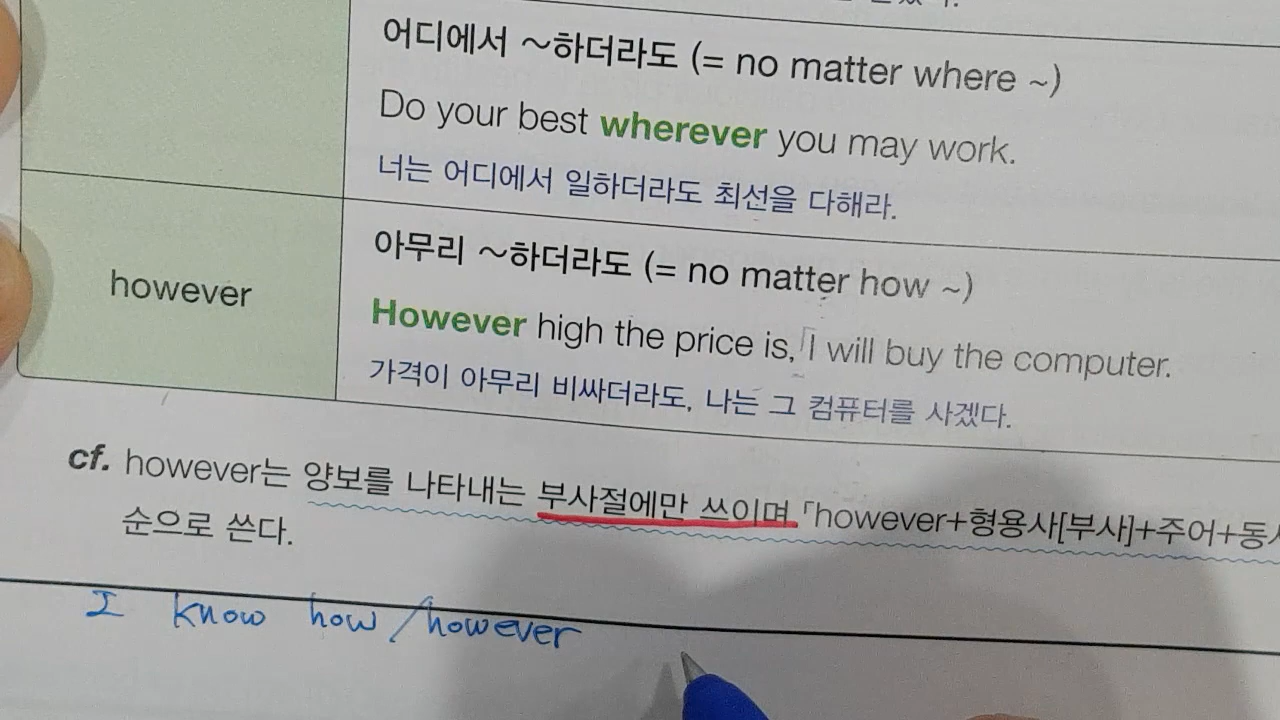 어디에서 ~하더라도 (= no matter where ~)
Do your best wherever you may work.
너는 어디에서 일하더라도 최선을 다해라.
however
아무리 ~하더라도 (= no matter how ~)
However high the price is,「I will buy the computer.
가격이 아무리 비싸더라도, 나는 그 컴퓨터를 사겠다.
cf. however는 양보를 나타내는 부사절에만 쓰이며 「however+형용사[부사]+주어+동
순으로 쓴다.
I know how / however